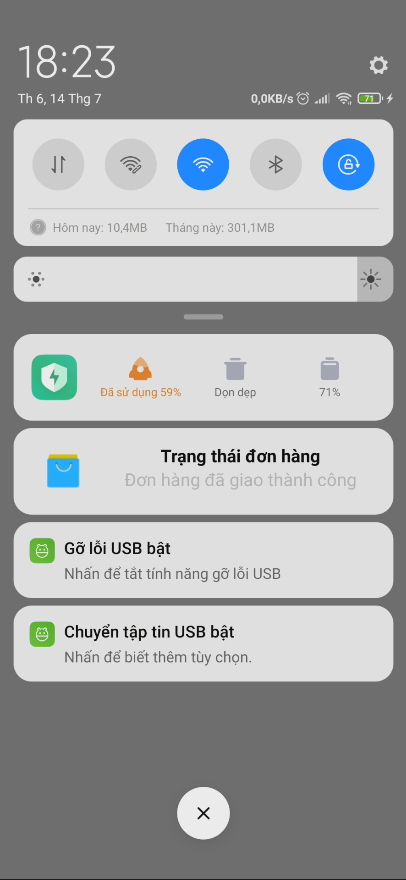 18:23
Th 6, 14 Thg 7
0,0KB/s
71
? Hôm nay: 10,4MB Tháng này: 301,1MB
Đã sử dụng 59% Dọn dẹp 71%
Trạng thái đơn hàng
Đơn hàng đã giao thành công
Gỡ lỗi USB bật
Nhấn để tắt tính năng gỡ lỗi USB
Chuyển tập tin USB bật
Nhấn để biết thêm tùy chọn.